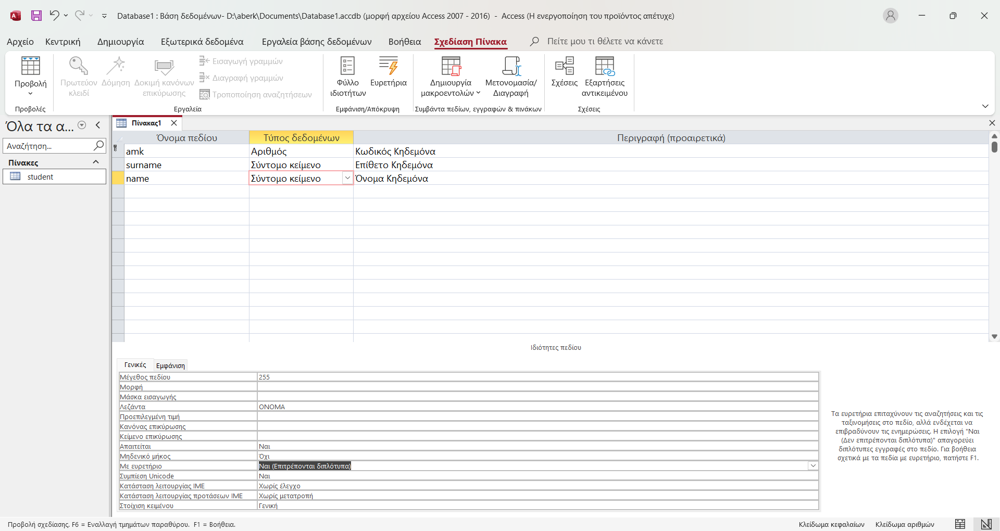 Database1 : Βάση δεδομένων- D:\aberk\Documents\Database1.accdb (μορφή αρχείου Access 2007 - 2016) - Access (Η ενεργοποίηση του προϊόντος απέτυχε)
Αρχείο Κεντρική Δημιουργία Εξωτερικά δεδομένα Εργαλεία βάσης δεδομένων Βοήθεια Σχεδίαση Πίνακα Πείτε μου τι θέλετε να κάνετε
Προβολή
Προβολές
Πρωτεύον κλειδί
Δόμηση
Δοκιμή κανόνων επικύρωσης
Εισαγωγή γραμμών
Διαγραφή γραμμών
Τροποποίηση αναζητήσεων
Εργαλεία
Φύλλο ιδιοτήτων
Ευρετήρια
Εμφάνιση/Απόκρυψη
Δημιουργία μακροεντολών
Μετονομασία/ Διαγραφή
Συμβάντα πεδίων, εγγραφών & πινάκων
Σχέσεις
Εξαρτήσεις αντικειμένου
Σχέσεις
Όλα τα α...
Αναζήτηση...
Πίνακες
student
Πίνακας1
Όνομα πεδίου Τύπος δεδομένων Περιγραφή (προαιρετικά)
amk Αριθμός Κωδικός Κηδεμόνα
surname Σύντομο κείμενο Επίθετο Κηδεμόνα
name Σύντομο κείμενο Όνομα Κηδεμόνα
Ιδιότητες πεδίου
Γενικές Εμφάνιση
Μέγεθος πεδίου 255
Μορφή
Μάσκα εισαγωγής
Λεζάντα ΟΝΟΜΑ
Προεπιλεγμένη τιμή
Κανόνας επικύρωσης
Κείμενο επικύρωσης
Απαιτείται Ναι
Μηδενικό μήκος Όχι
Με ευρετήριο Ναι (Επιτρέπονται διπλότυπα)
Συμπίεση Unicode Ναι
Κατάσταση λειτουργίας IME Χωρίς έλεγχο
Κατάσταση λειτουργίας προτάσεων IME Χωρίς μετατροπή
Στοίχιση κειμένου Γενική
Τα ευρετήρια επιταχύνουν τις αναζητήσεις και τις
ταξινομήσεις στο πεδίο, αλλά ενδέχεται να
επιβραδύνουν τις ενημερώσεις. Η επιλογή "Ναι
(Δεν επιτρέπονται διπλότυπα)" απαγορεύει
διπλότυπες εγγραφές στο πεδίο. Για βοήθεια
σχετικά με τα πεδία με ευρετήριο, πατήστε F1.
Προβολή σχεδίασης. F6 = Εναλλαγή τμημάτων παραθύρου. F1 = Βοήθεια.
Κλείδωμα κεφαλαίων Κλείδωμα αριθμών